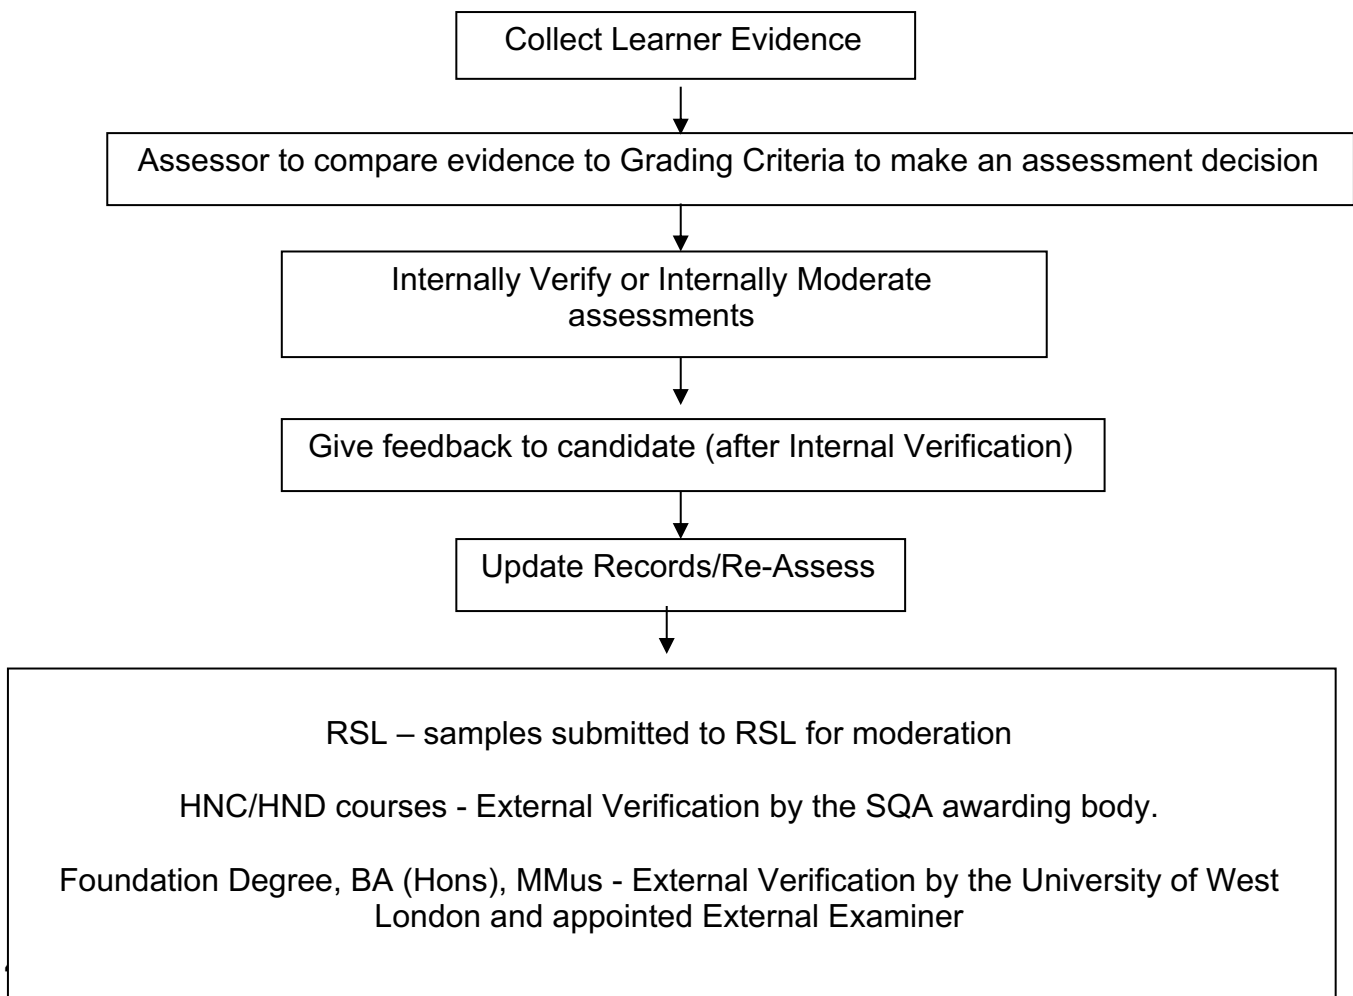 Collect Learner Evidence
Assessor to compare evidence to Grading Criteria to make an assessment decision
Internally Verify or Internally Moderate
assessments
Give feedback to candidate (after Internal Verification)
Update Records/Re-Assess
RSL – samples submitted to RSL for moderation
HNC/HND courses - External Verification by the SQA awarding body.
Foundation Degree, BA (Hons), MMus - External Verification by the University of West
London and appointed External Examiner